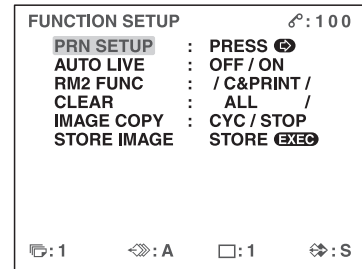 FUNCTION SETUP :100
PRN SETUP : PRESS
AUTO LIVE : OFF / ON
RM2 FUNC : / C&PRINT /
CLEAR : ALL /
IMAGE COPY : CYC / STOP
STORE IMAGE STORE EXEC
:1 :A :1 :S